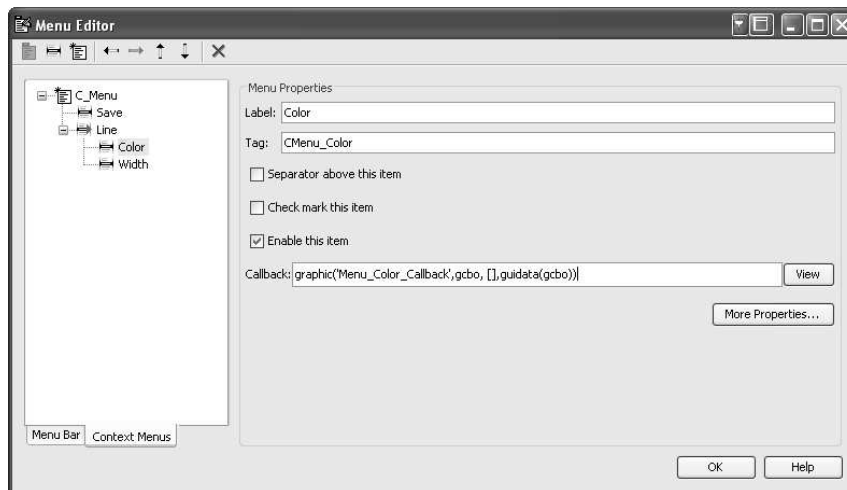 Menu Editor
C_Menu
Save
Line
Color
Width
Menu Bar
Context Menus
Menu Properties
Label: Color
Tag: CMenu_Color
Separator above this item
Check mark this item
Enable this item
Callback: graphic('Menu_Color_Callback',gcbo, [],guidata(gcbo)) View
More Properties...
OK
Help